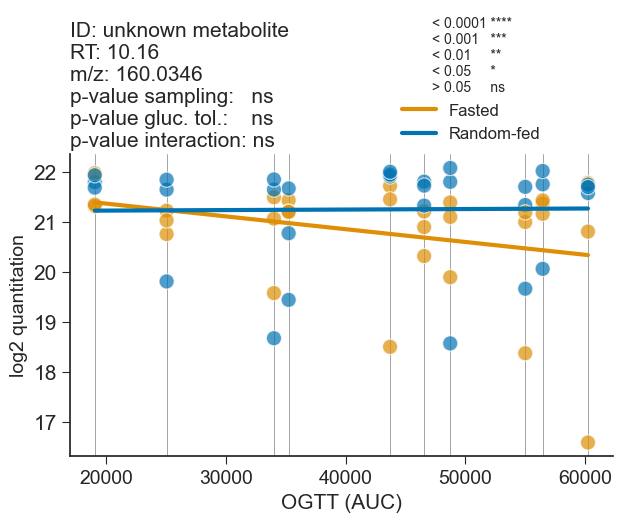 ID: unknown metabolite
RT: 10.16
m/z: 160.0346
p-value sampling: ns
p-value gluc. tol.: ns
p-value interaction: ns
< 0.0001 ****
< 0.001 ***
< 0.01 **
< 0.05 *
> 0.05 ns
Fasted
Random-fed
22
21
20
19
18
17
log2 quantitation
20000 30000 40000 50000 60000
OGTT (AUC)